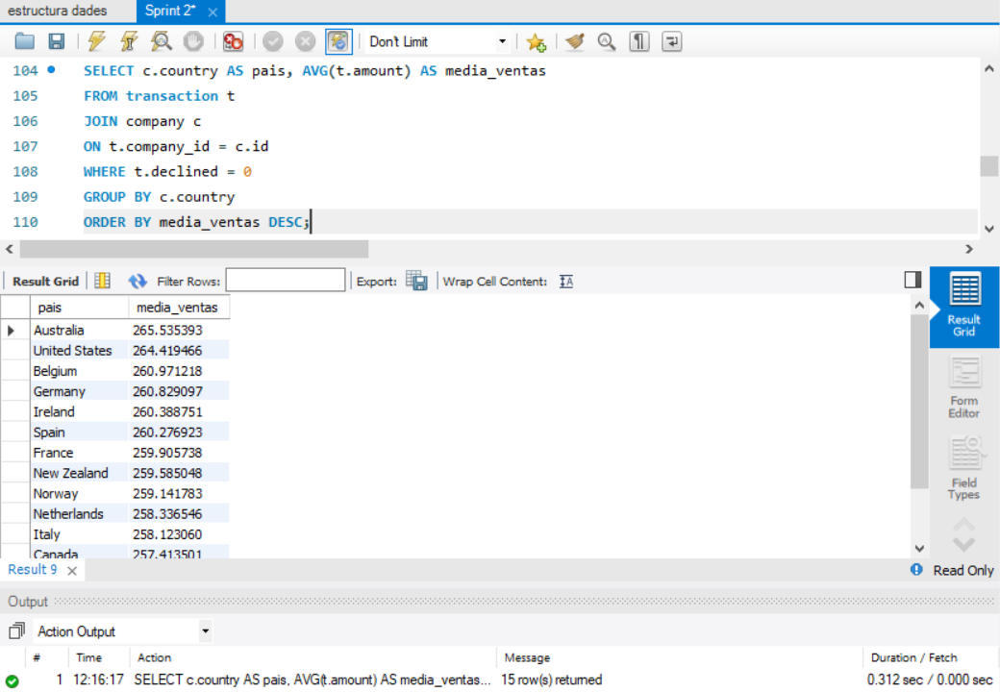 estructura dades
Sprint 2*
Don't Limit
104 SELECT c.country AS pais, AVG(t.amount) AS media_ventas
105 FROM transaction t
106 JOIN company c
107 ON t.company_id = c.id
108 WHERE t.declined = 0
109 GROUP BY c.country
110 ORDER BY media_ventas DESC;
Result Grid Filter Rows: Export: Wrap Cell Content:
pais media_ventas
Australia 265.535393
United States 264.419466
Belgium 260.971218
Germany 260.829097
Ireland 260.388751
Spain 260.276923
France 259.905738
New Zealand 259.585048
Norway 259.141783
Netherlands 258.336546
Italy 258.123060
Canada 257.413501
Result Grid
Form Editor
Field Types
Result 9
Read Only
Output
Action Output
# Time Action Message Duration / Fetch
1 12:16:17 SELECT c.country AS pais, AVG(t.amount) AS media_ventas... 15 row(s) returned 0.312 sec / 0.000 sec